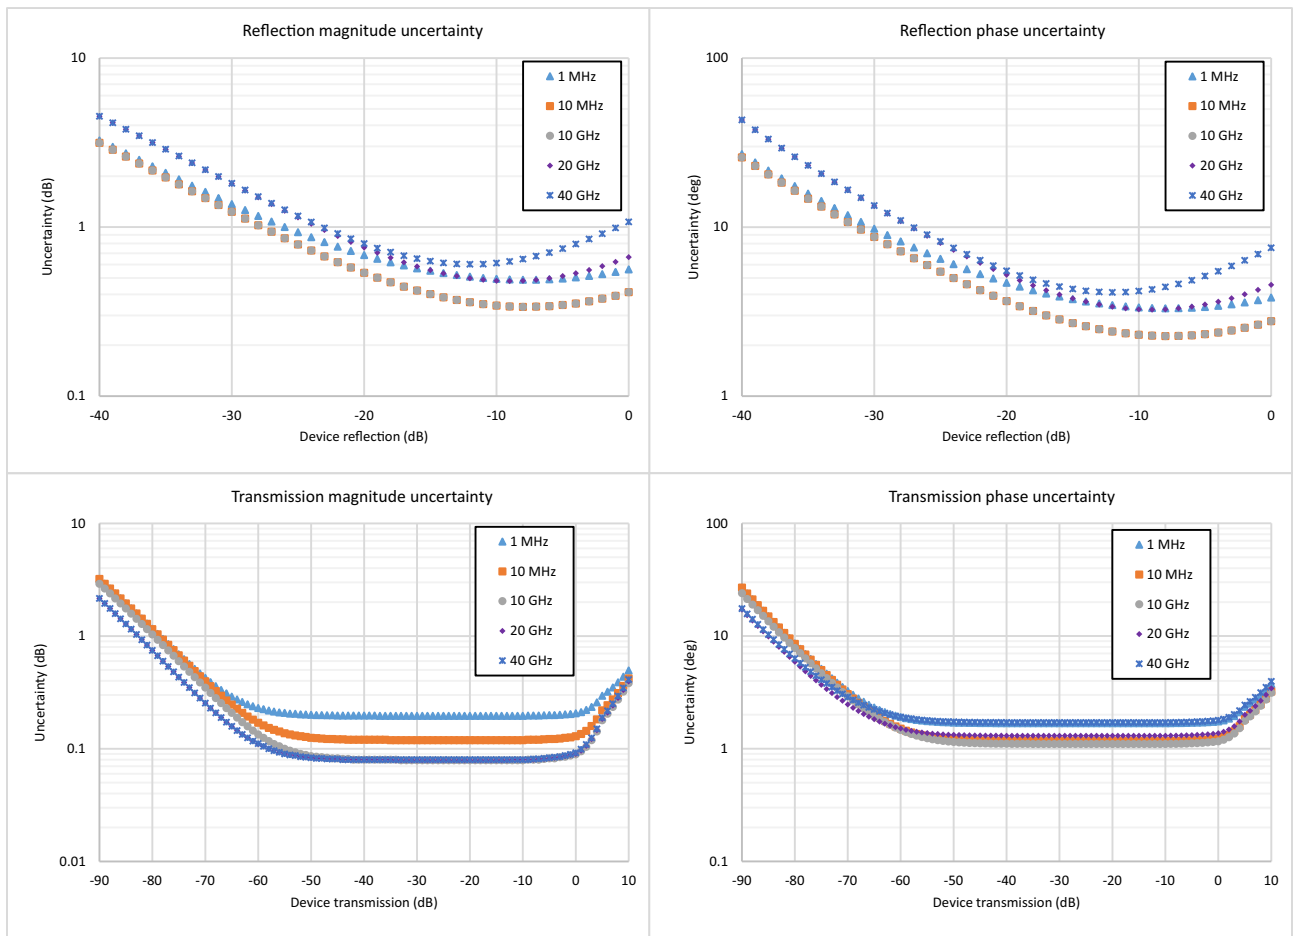 Reflection magnitude uncertainty
10
1
0.1
Uncertainty (dB)
-40 -30 -20 -10 0
Device reflection (dB)
1 MHz
10 MHz
10 GHz
20 GHz
40 GHz
Reflection phase uncertainty
100
10
1
Uncertainty (deg)
-40 -30 -20 -10 0
Device reflection (dB)
1 MHz
10 MHz
10 GHz
20 GHz
40 GHz
Transmission magnitude uncertainty
10
1
0.1
0.01
Uncertainty (dB)
-90 -80 -70 -60 -50 -40 -30 -20 -10 0 10
Device transmission (dB)
1 MHz
10 MHz
10 GHz
20 GHz
40 GHz
Transmission phase uncertainty
100
10
1
0.1
Uncertainty (deg)
-90 -80 -70 -60 -50 -40 -30 -20 -10 0 10
Device transmission (dB)
1 MHz
10 MHz
10 GHz
20 GHz
40 GHz